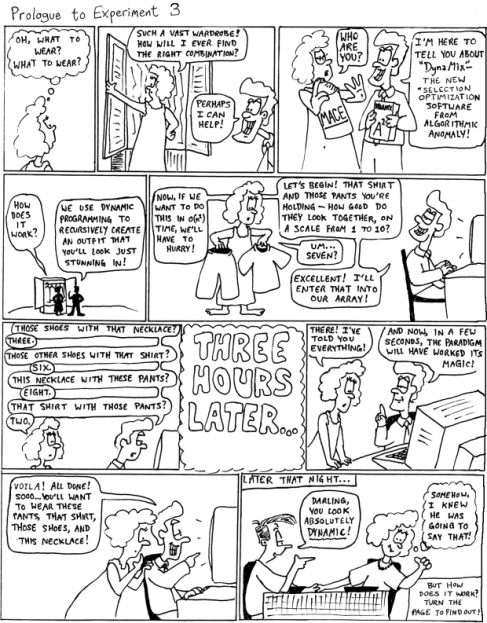 Prologue to Experiment 3
OH, WHAT TO
WEAR?
WHAT TO WEAR?
SUCH A VAST WARDROBE!
HOW WILL I EVER FIND
THE RIGHT COMBINATION?
PERHAPS
I CAN
HELP!
WHO
ARE
YOU?
MACE
A²
I'M HERE TO
TELL YOU ABOUT
"DynaMix"-
THE NEW
"SELECTION
OPTIMIZATION
SOFTWARE
FROM
ALGORITHMIC
ANOMALY!
HOW
DOES
IT
WORK?
WE USE DYNAMIC
PROGRAMMING TO
RECURSIVELY CREATE
AN OUTFIT THAT
YOU'LL LOOK JUST
STUNNING IN!
NOW, IF WE
WANT TO DO
THIS IN O(n³)
TIME, WE'LL
HAVE TO
HURRY!
LET'S BEGIN! THAT SHIRT
AND THOSE PANTS YOU'RE
HOLDING - HOW GOOD DO
THEY LOOK TOGETHER, ON
A SCALE FROM 1 TO 10?
UM...
SEVEN?
EXCELLENT! I'LL
ENTER THAT INTO
OUR ARRAY!
THOSE SHOES WITH THAT NECKLACE?
THREE.
THOSE OTHER SHOES WITH THAT SHIRT?
SIX.
THIS NECKLACE WITH THESE PANTS?
EIGHT.
THAT SHIRT WITH THOSE PANTS?
TWO.
THREE
HOURS
LATER...
THERE! I'VE
TOLD YOU
EVERYTHING!
AND NOW, IN A FEW
SECONDS, THE PARADIGM
WILL HAVE WORKED ITS
MAGIC!
VOILA! ALL DONE!
SOOO...YOU'LL WANT
TO WEAR THESE
PANTS, THAT SHIRT,
THOSE SHOES, AND
THIS NECKLACE!
LATER THAT NIGHT...
DARLING,
YOU LOOK
ABSOLUTELY
DYNAMIC!
SOMEHOW,
I KNEW
HE WAS
GOING TO
SAY THAT!
BUT HOW
DOES IT WORK?
TURN THE
PAGE TO FIND OUT!